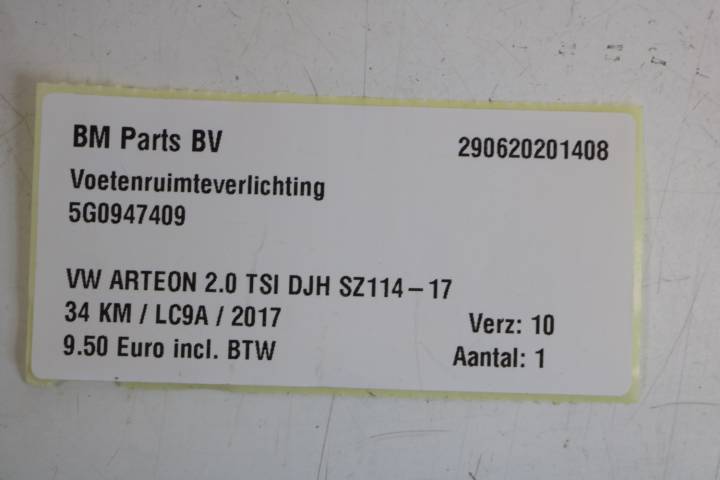 BM Parts BV 290620201408
Voetenruimteverlichting
5G0947409
VW ARTEON 2.0 TSI DJH SZ114-17
34 KM / LC9A / 2017 Verz: 10
9.50 Euro incl. BTW Aantal: 1